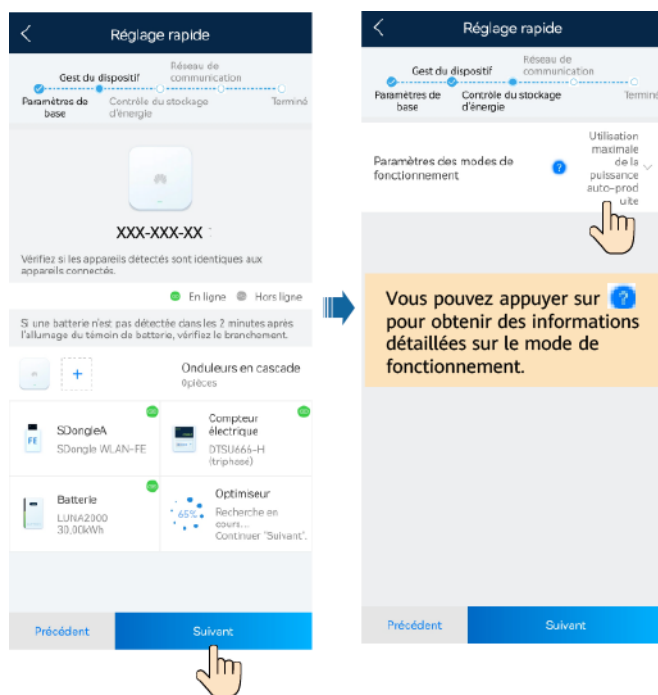 Réglage rapide
Gest du dispositif
Réseau de
communication
Paramètres de
base
Contrôle du stockage
d'énergie
Terminé
XXX-XXX-XX
Vérifiez si les appareils détectés sont identiques aux
appareils connectés.
En ligne
Hors ligne
Si une batterie n'est pas détectée dans les 2 minutes après
l'allumage du témoin de batterie, vérifiez le branchement.
+
Onduleurs en cascade
0pièces
FE
SDongleA
SDongle WLAN-FE
Compteur
électrique
DTSU666-H
(triphasé)
Batterie
LUNA2000
30,00kWh
65%
Optimiseur
Recherche en
cours...
Continuer "Suivant".
Précédent
Suivant
Réglage rapide
Gest du dispositif
Réseau de
communication
Paramètres de
base
Contrôle du stockage
d'énergie
Terminé
Paramètres des modes de
fonctionnement
?
Utilisation
maximale
de la
puissance
auto-prod
uite
Vous pouvez appuyer sur ?
pour obtenir des informations
détaillées sur le mode de
fonctionnement.
Précédent
Suivant